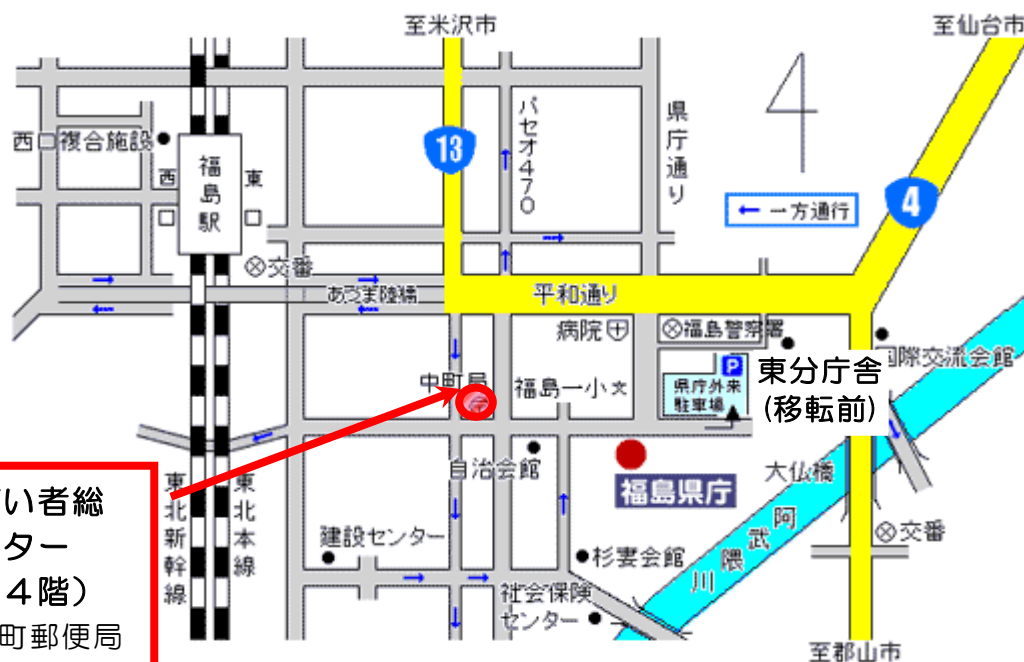 至米沢市
至仙台市
13
パセオ470
県庁通り
4
一方通行
西口複合施設
福島駅
西口
東口
交番
あづま陸橋
平和通り
病院
福島警察署
国際交流会館
P
県庁外来
駐車場
東分庁舎
(移転前)
中町局
福島一小
文
自治会館
福島県庁
大仏橋
阿武隈川
交番
東北新幹線
東北本線
建設センター
杉妻会館
社会保険
センター
至郡山市
い者総
ター
４階）
町郵便局